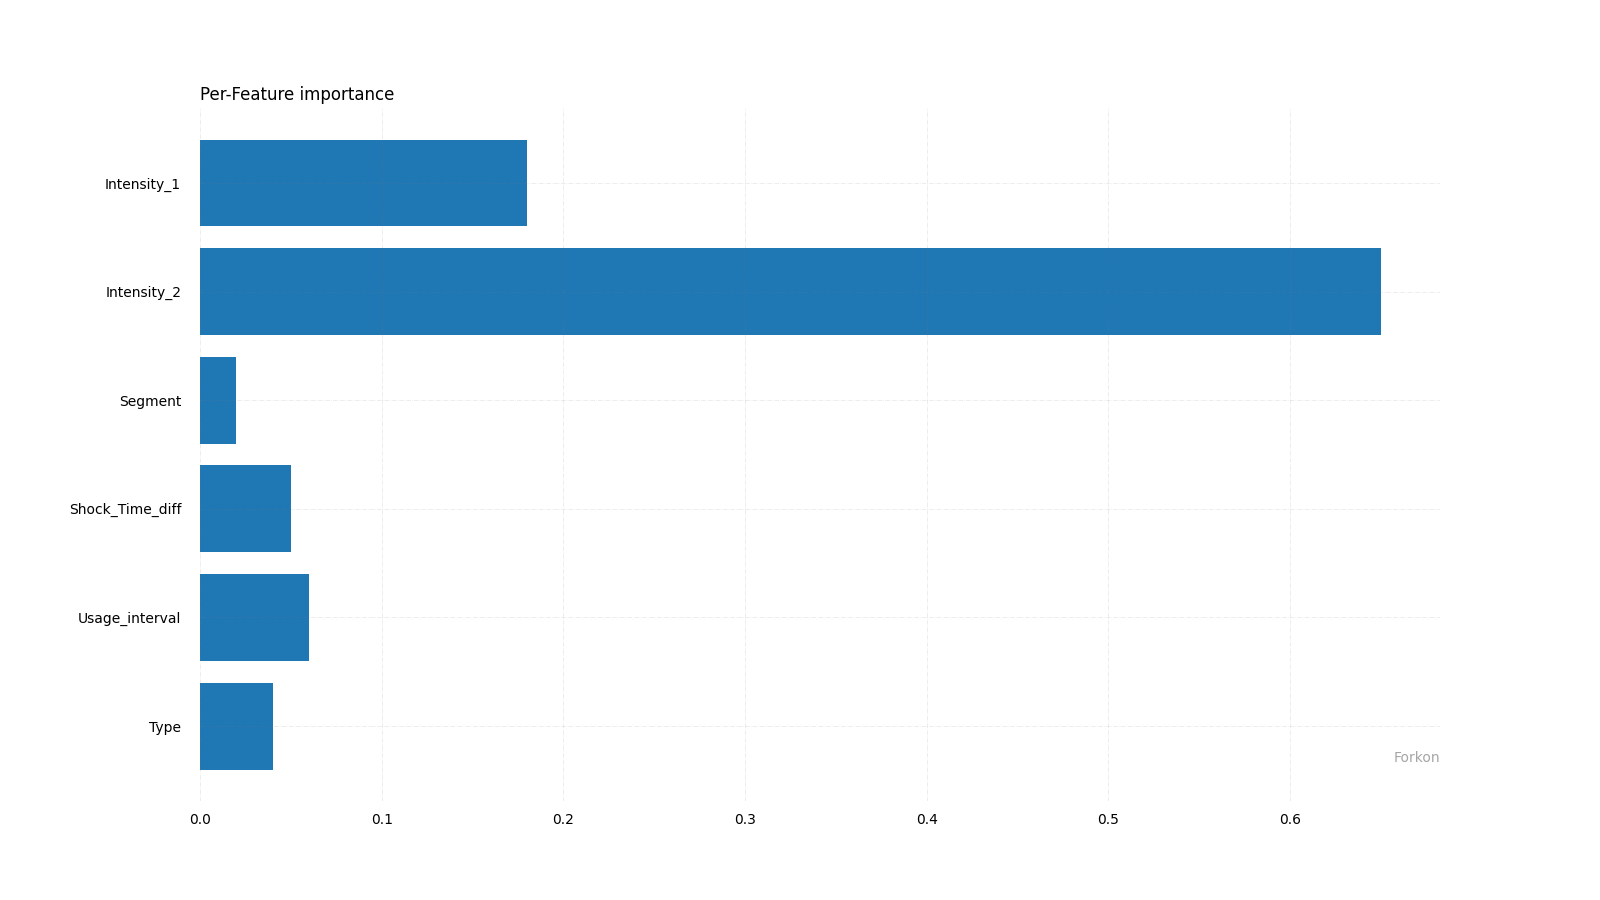 Per-Feature importance
Intensity_1
Intensity_2
Segment
Shock_Time_diff
Usage_interval
Type
Forkon
0.0 0.1 0.2 0.3 0.4 0.5 0.6